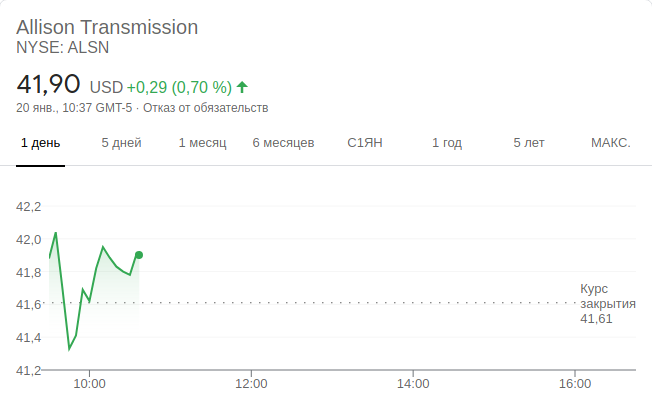 Allison Transmission
NYSE: ALSN
41,90 USD +0,29 (0,70 %)
20 янв., 10:37 GMT-5 · Отказ от обязательств
1 день 5 дней 1 месяц 6 месяцев С1ЯН 1 год 5 лет МАКС.
42,2
42,0
41,8
Курс
41,6 закрытия
41,61
41,4
41,2
10:00 12:00 14:00 16:00